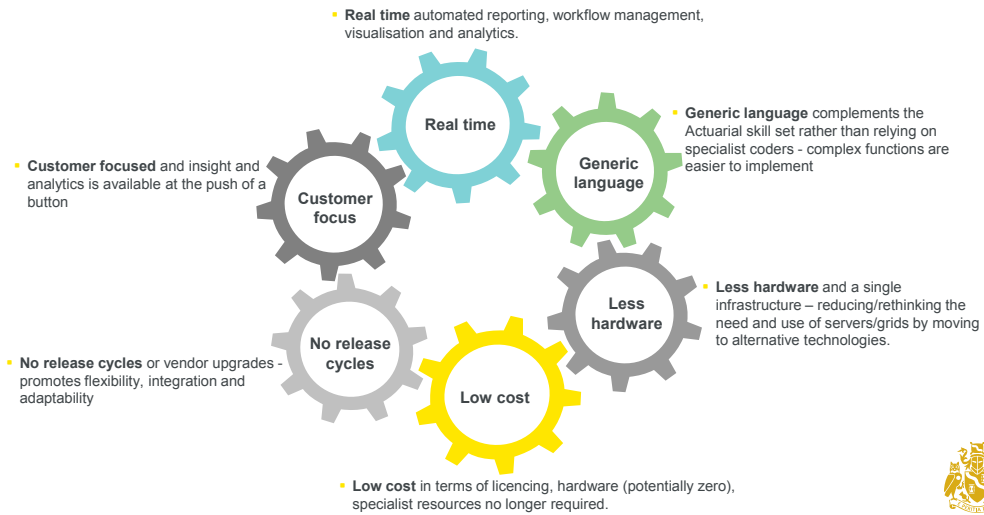 ▪ Real time automated reporting, workflow management,
visualisation and analytics.
Real time
▪ Generic language complements the
Actuarial skill set rather than relying on
specialist coders - complex functions are
easier to implement
Generic
language
▪ Customer focused and insight and
analytics is available at the push of a
button
Customer
focus
▪ Less hardware and a single
infrastructure – reducing/rethinking the
need and use of servers/grids by moving
to alternative technologies.
Less
hardware
No release
cycles
▪ No release cycles or vendor upgrades -
promotes flexibility, integration and
adaptability
Low cost
▪ Low cost in terms of licencing, hardware (potentially zero),
specialist resources no longer required.